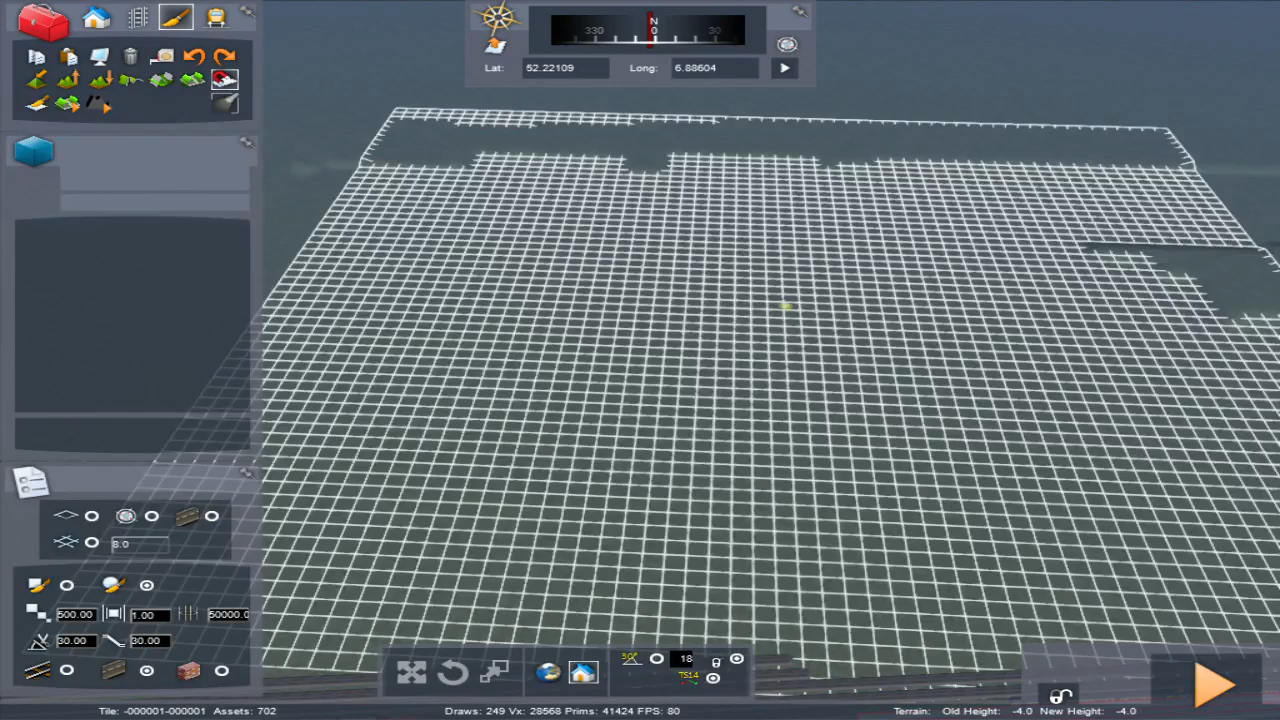 N
330 0 30
Lat: 52.22109 Long: 6.88604
8.0
500.00 1.00 50000.0
30.00 30.00
30° 18
TS14
Tile: -000001-000001 Assets: 702 Draws: 249 Vx: 28568 Prims: 41424 FPS: 80 Terrain: Old Height: -4.0 New Height: -4.0